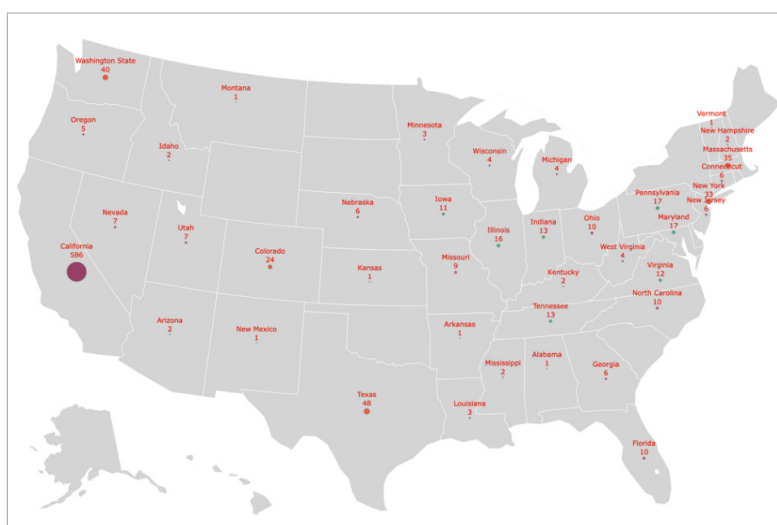 Washington State
40
Montana
1
Oregon
5
Idaho
2
Minnesota
3
Wisconsin
4
Michigan
4
Vermont
1
New Hampshire
2
Massachusetts
35
Connecticut
6
New York
33
New Jersey
6
Pennsylvania
17
Maryland
17
Nevada
7
Utah
7
California
586
Colorado
24
Nebraska
6
Iowa
11
Illinois
16
Indiana
13
Ohio
10
West Virginia
4
Virginia
12
Kansas
1
Missouri
9
Kentucky
2
North Carolina
10
Tennessee
13
Arizona
2
New Mexico
1
Arkansas
1
Mississippi
2
Alabama
1
Georgia
6
Texas
48
Louisiana
3
Florida
10